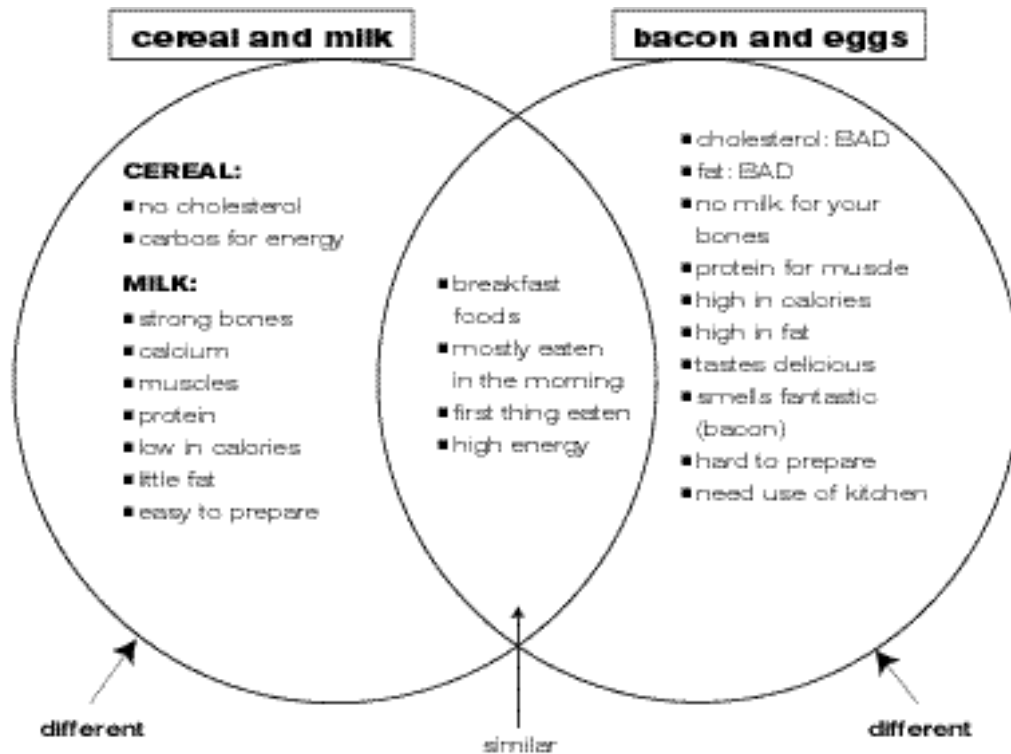 cereal and milk
bacon and eggs
CEREAL:
▪ no cholesterol
▪ carbos for energy
MILK:
▪ strong bones
▪ calcium
▪ muscles
▪ protein
▪ low in calories
▪ little fat
▪ easy to prepare
▪ breakfast
foods
▪ mostly eaten
in the morning
▪ first thing eaten
▪ high energy
▪ cholesterol: BAD
▪ fat: BAD
▪ no milk for your
bones
▪ protein for muscle
▪ high in calories
▪ high in fat
▪ tastes delicious
▪ smells fantastic
(bacon)
▪ hard to prepare
▪ need use of kitchen
different
similar
different